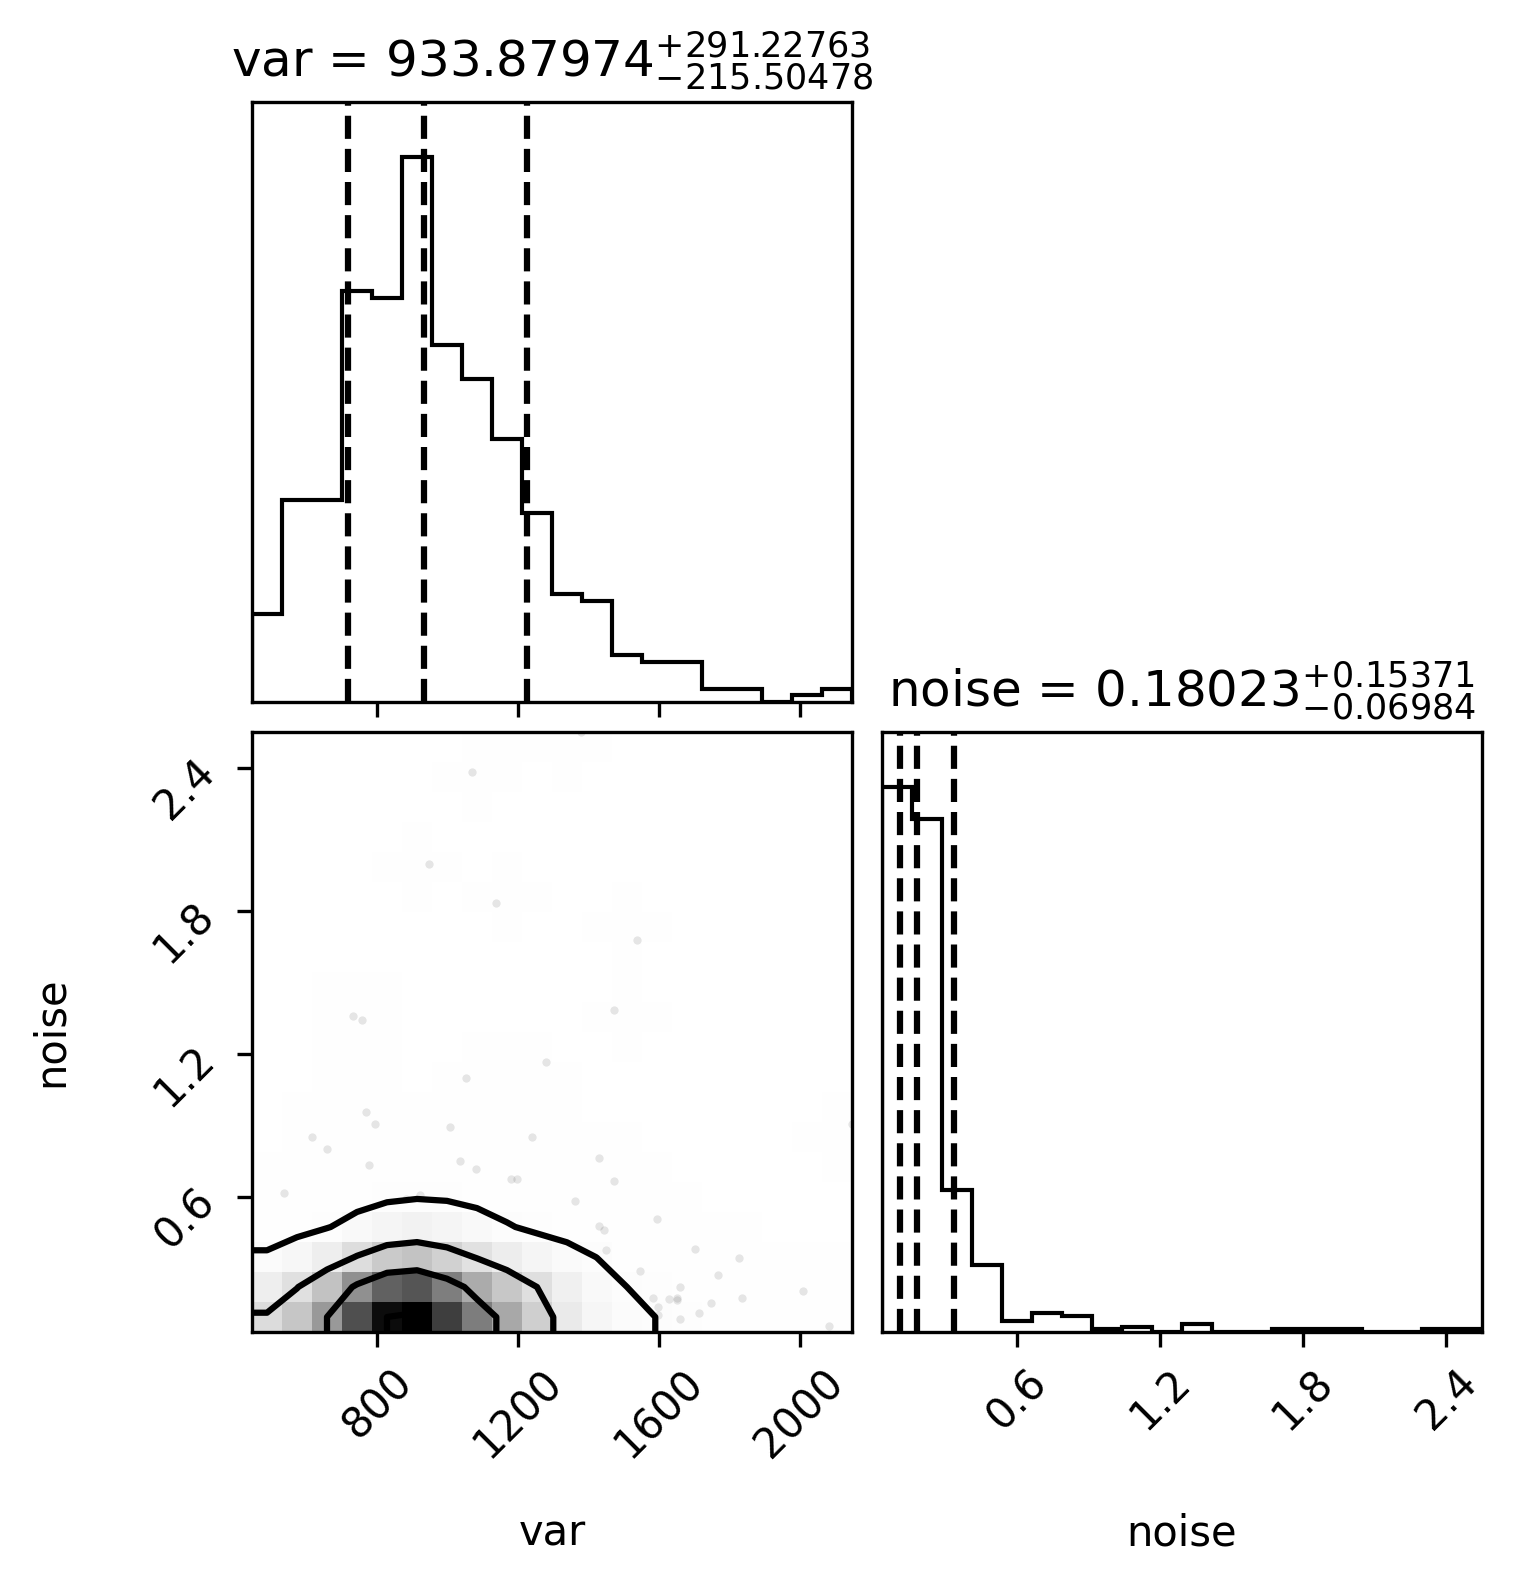 var = 933.87974+291.22763−215.50478
noise = 0.18023+0.15371−0.06984
2.4
1.8
1.2
0.6
noise
800 1200 1600 2000
0.6 1.2 1.8 2.4
var
noise